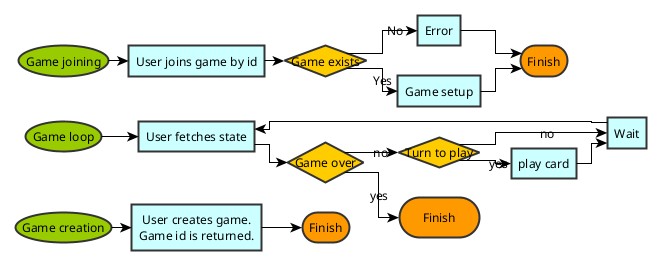 Game joining
User joins game by id
Game exists
No
Error
Yes
Game setup
Finish
Game loop
User fetches state
Game over
no
Turn to play
no
Wait
yes
play card
yes
Finish
Game creation
User creates game.
Game id is returned.
Finish